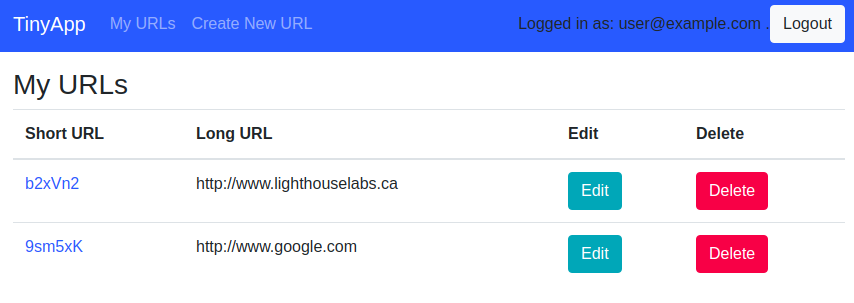 TinyApp My URLs Create New URL Logged in as: user@example.com . Logout
My URLs
Short URL Long URL Edit Delete
b2xVn2 http://www.lighthouselabs.ca Edit Delete
9sm5xK http://www.google.com Edit Delete